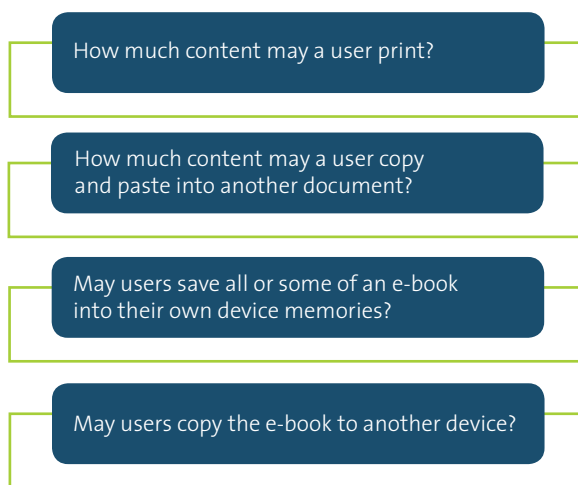 How much content may a user print?
How much content may a user copy
and paste into another document?
May users save all or some of an e-book
into their own device memories?
May users copy the e-book to another device?